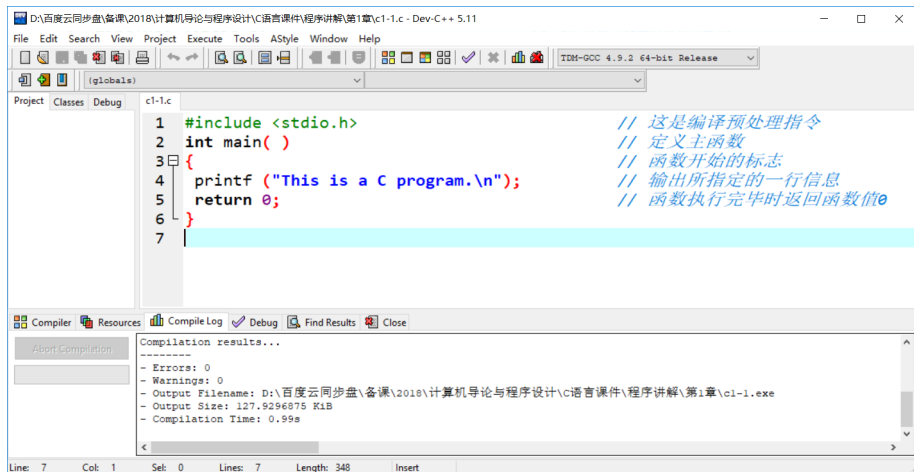 D:\百度云同步盘\备课\2018\计算机导论与程序设计\C语言课件\程序讲解\第1章\c1-1.c - Dev-C++ 5.11
File Edit Search View Project Execute Tools AStyle Window Help
TDM-GCC 4.9.2 64-bit Release
(globals)
Project Classes Debug c1-1.c
1 #include <stdio.h> // 这是编译预处理指令
2 int main( ) // 定义主函数
3 { // 函数开始的标志
4 printf ("This is a C program.\n"); // 输出所指定的一行信息
5 return 0; // 函数执行完毕时返回函数值0
6 }
7
Compiler Resources Compile Log Debug Find Results Close
Abort Compilation
Compilation results...
--------
- Errors: 0
- Warnings: 0
- Output Filename: D:\百度云同步盘\备课\2018\计算机导论与程序设计\C语言课件\程序讲解\第1章\c1-1.exe
- Output Size: 127.9296875 KiB
- Compilation Time: 0.99s
Line: 7 Col: 1 Sel: 0 Lines: 7 Length: 348 Insert